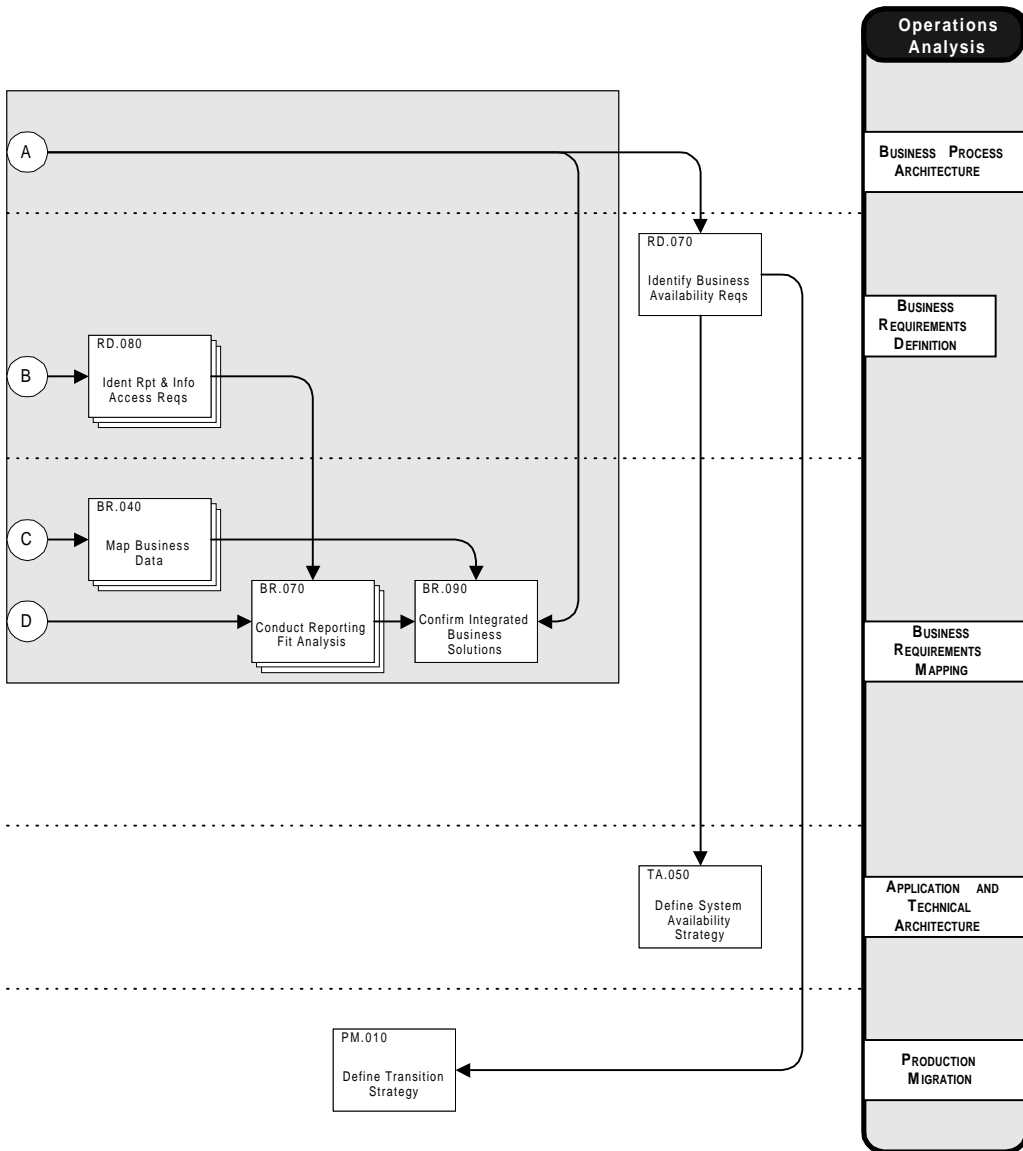 Operations
Analysis
A
BUSINESS PROCESS
ARCHITECTURE
RD.070
Identify Business
Availability Reqs
BUSINESS
REQUIREMENTS
DEFINITION
RD.080
B
Ident Rpt & Info
Access Reqs
BR.040
C
Map Business
Data
BR.070
Conduct Reporting
Fit Analysis
BR.090
Confirm Integrated
Business
Solutions
D
BUSINESS
REQUIREMENTS
MAPPING
TA.050
Define System
Availability
Strategy
APPLICATION AND
TECHNICAL
ARCHITECTURE
PM.010
Define Transition
Strategy
PRODUCTION
MIGRATION